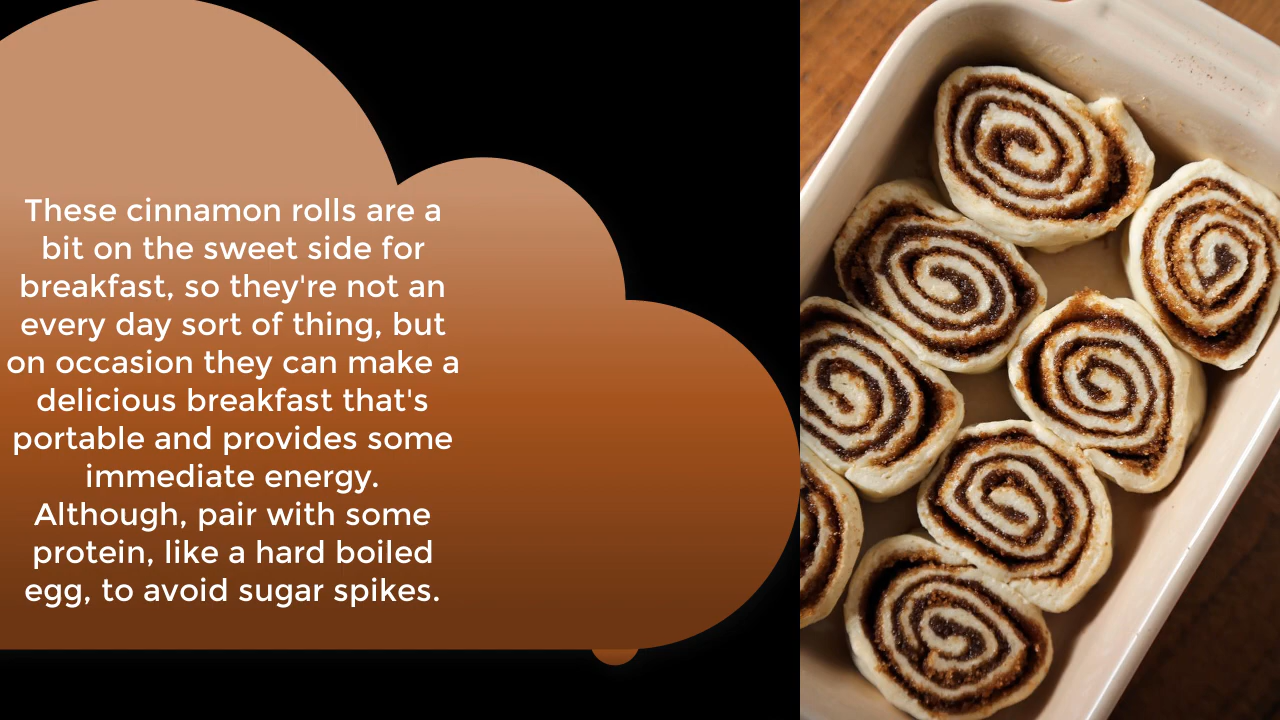 These cinnamon rolls are a
bit on the sweet side for
breakfast, so they're not an
every day sort of thing, but
on occasion they can make a
delicious breakfast that's
portable and provides some
immediate energy.
Although, pair with some
protein, like a hard boiled
egg, to avoid sugar spikes.